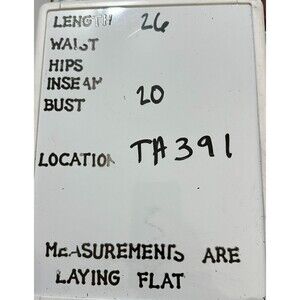 LENGTH 26
WAIST
HIPS
INSEAM
BUST 20
LOCATION TA391
MEASUREMENTS ARE
LAYING FLAT